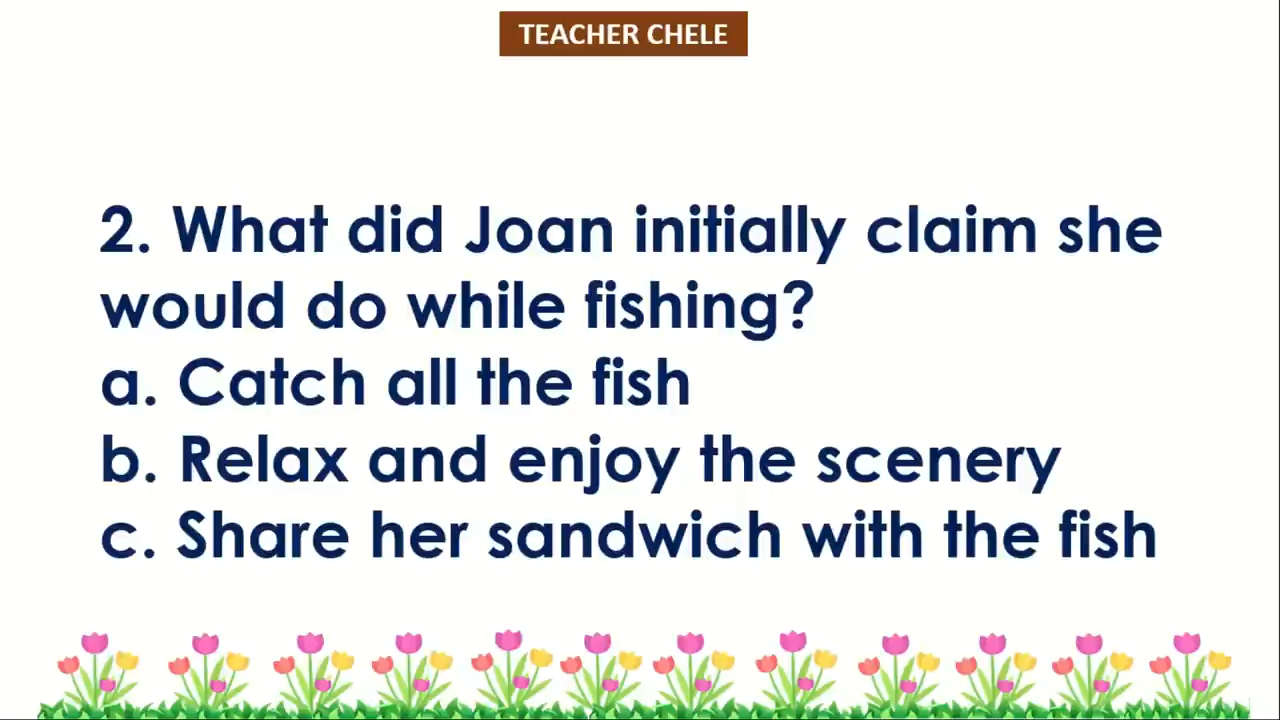 TEACHER CHELE
2. What did Joan initially claim she
would do while fishing?
a. Catch all the fish
b. Relax and enjoy the scenery
c. Share her sandwich with the fish